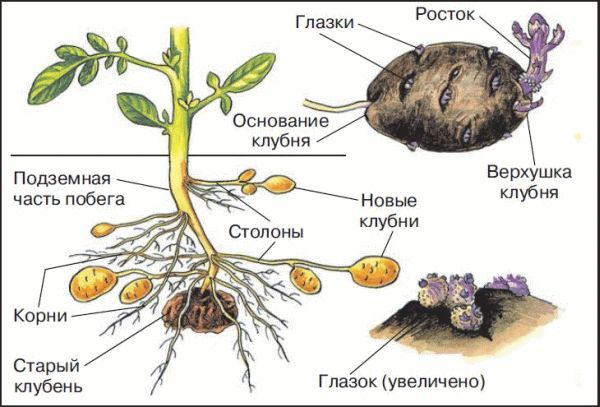 Глазки
Росток
Основание
клубня
Верхушка
клубня
Подземная
часть побега
Новые
клубни
Столоны
Корни
Старый
клубень
Глазок (увеличено)